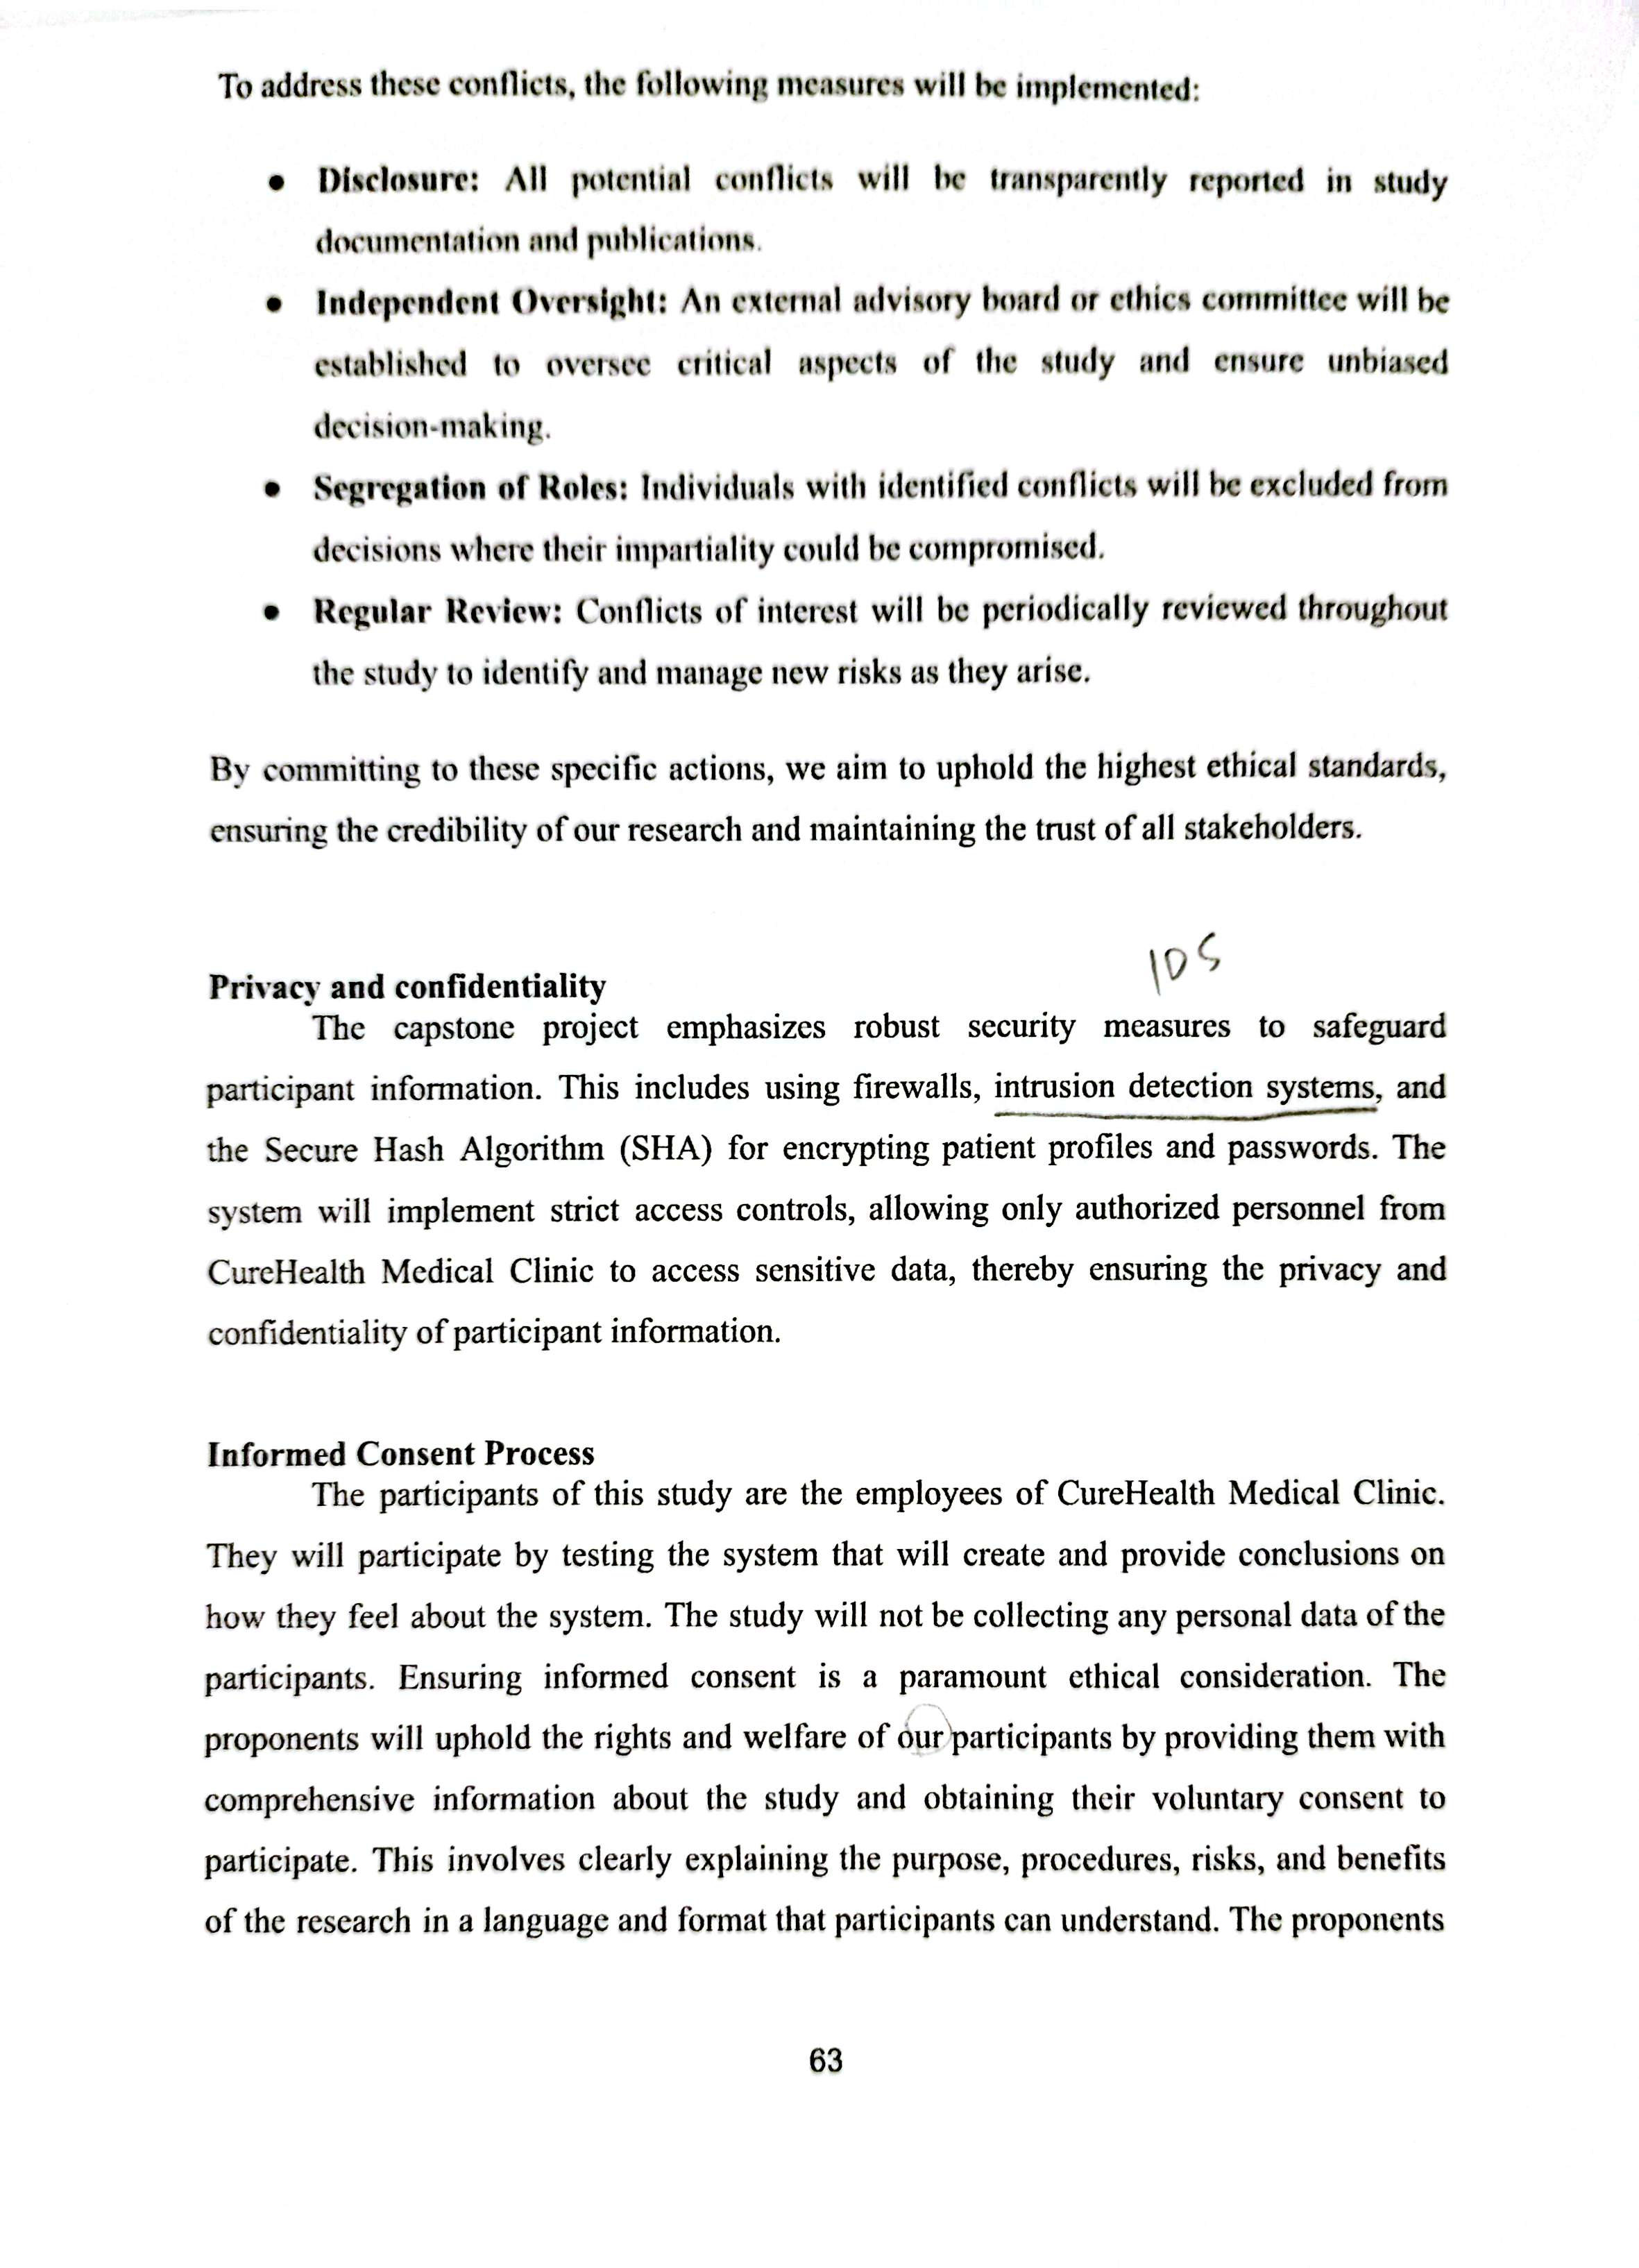 To address these conflicts, the following measures will be implemented:
● Disclosure: All potential conflicts will be transparently reported in study
documentation and publications.
● Independent Oversight: An external advisory board or ethics committee will be
established to oversee critical aspects of the study and ensure unbiased
decision-making.
● Segregation of Roles: Individuals with identified conflicts will be excluded from
decisions where their impartiality could be compromised.
● Regular Review: Conflicts of interest will be periodically reviewed throughout
the study to identify and manage new risks as they arise.
By committing to these specific actions, we aim to uphold the highest ethical standards,
ensuring the credibility of our research and maintaining the trust of all stakeholders.
IDS
Privacy and confidentiality
The capstone project emphasizes robust security measures to safeguard
participant information. This includes using firewalls, intrusion detection systems, and
the Secure Hash Algorithm (SHA) for encrypting patient profiles and passwords. The
system will implement strict access controls, allowing only authorized personnel from
CureHealth Medical Clinic to access sensitive data, thereby ensuring the privacy and
confidentiality of participant information.
Informed Consent Process
The participants of this study are the employees of CureHealth Medical Clinic.
They will participate by testing the system that will create and provide conclusions on
how they feel about the system. The study will not be collecting any personal data of the
participants. Ensuring informed consent is a paramount ethical consideration. The
proponents will uphold the rights and welfare of our participants by providing them with
comprehensive information about the study and obtaining their voluntary consent to
participate. This involves clearly explaining the purpose, procedures, risks, and benefits
of the research in a language and format that participants can understand. The proponents
63